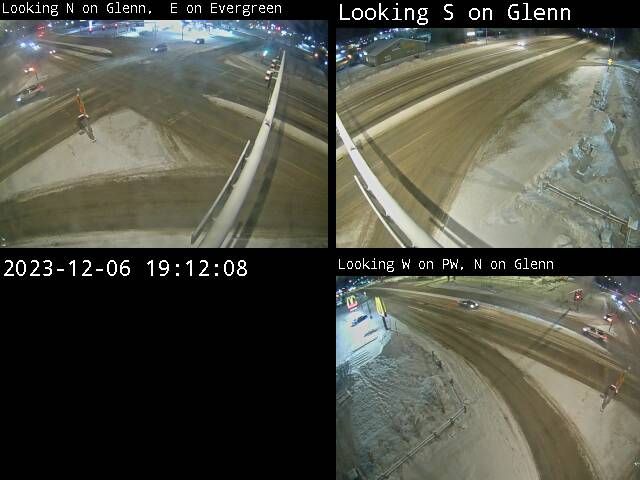 Looking N on Glenn,  E on Evergreen
Looking S on Glenn
2023-12-06 19:12:08
Looking W on PW, N on Glenn